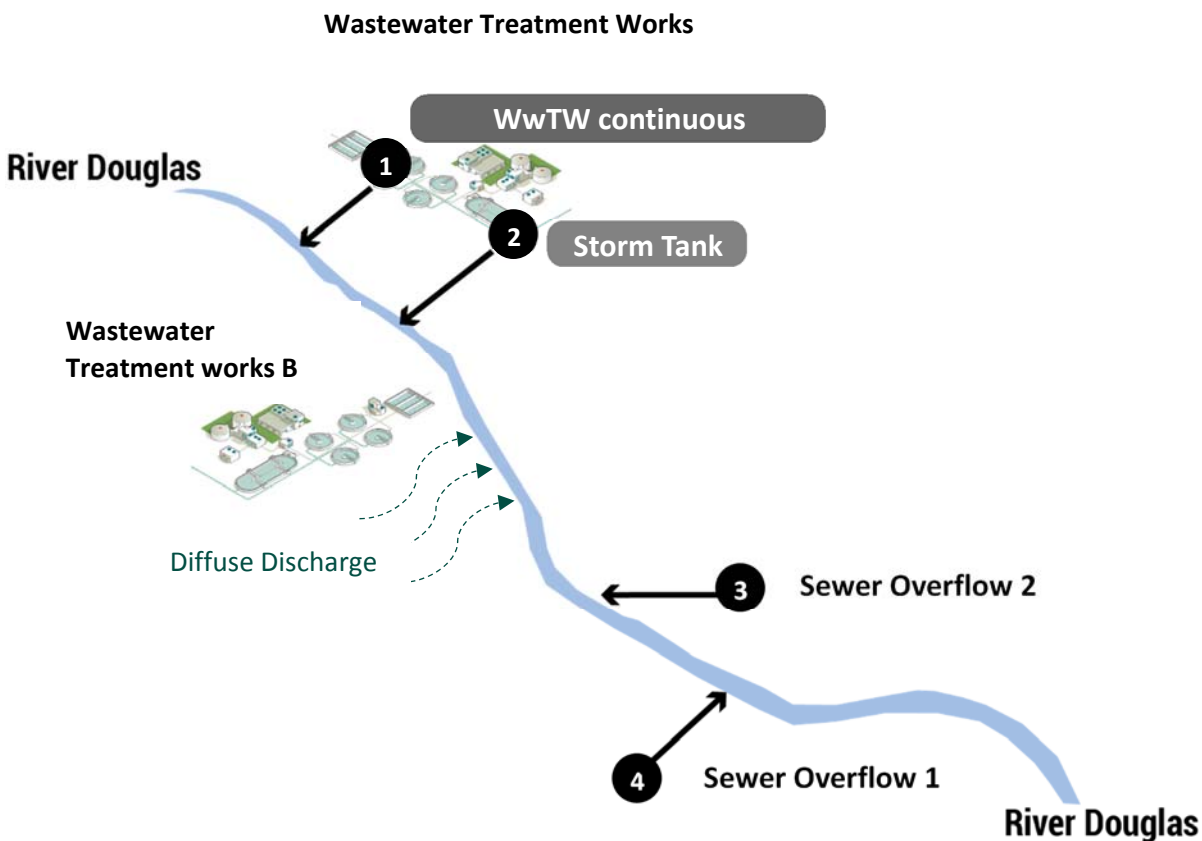 Wastewater Treatment Works
WwTW continuous
1
River Douglas
2
Storm Tank
Wastewater
Treatment works B
Diffuse Discharge
3
Sewer Overflow 2
4
Sewer Overflow 1
River Douglas